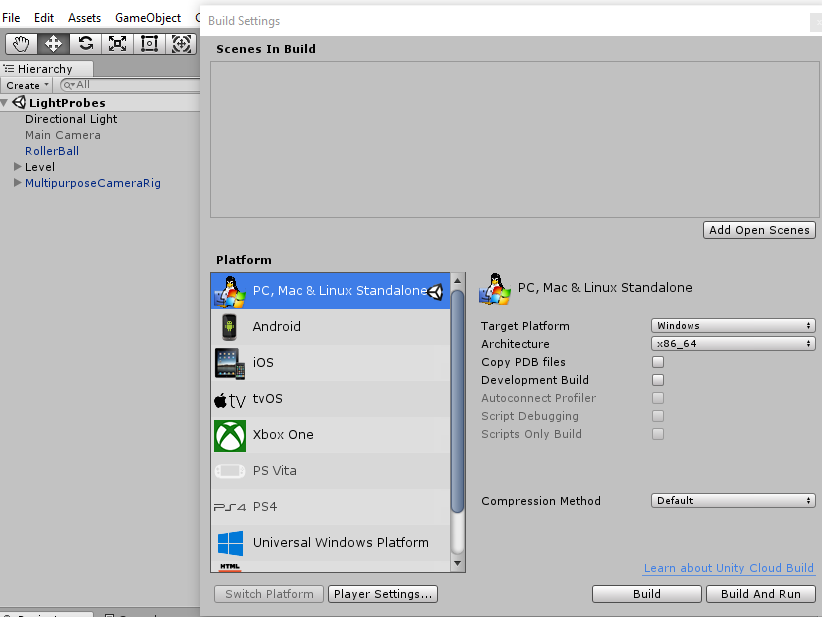 File Edit Assets GameObject
Build Settings
Scenes In Build
Hierarchy
Create All
LightProbes
Directional Light
Main Camera
RollerBall
Level
MultipurposeCameraRig
Add Open Scenes
Platform
PC, Mac & Linux Standalone
Android
iOS
tv tvOS
Xbox One
PS Vita
PS4 PS4
Universal Windows Platform
HTML
PC, Mac & Linux Standalone
Target Platform Windows
Architecture x86_64
Copy PDB files
Development Build
Autoconnect Profiler
Script Debugging
Scripts Only Build
Compression Method Default
Learn about Unity Cloud Build
Switch Platform Player Settings... Build Build And Run